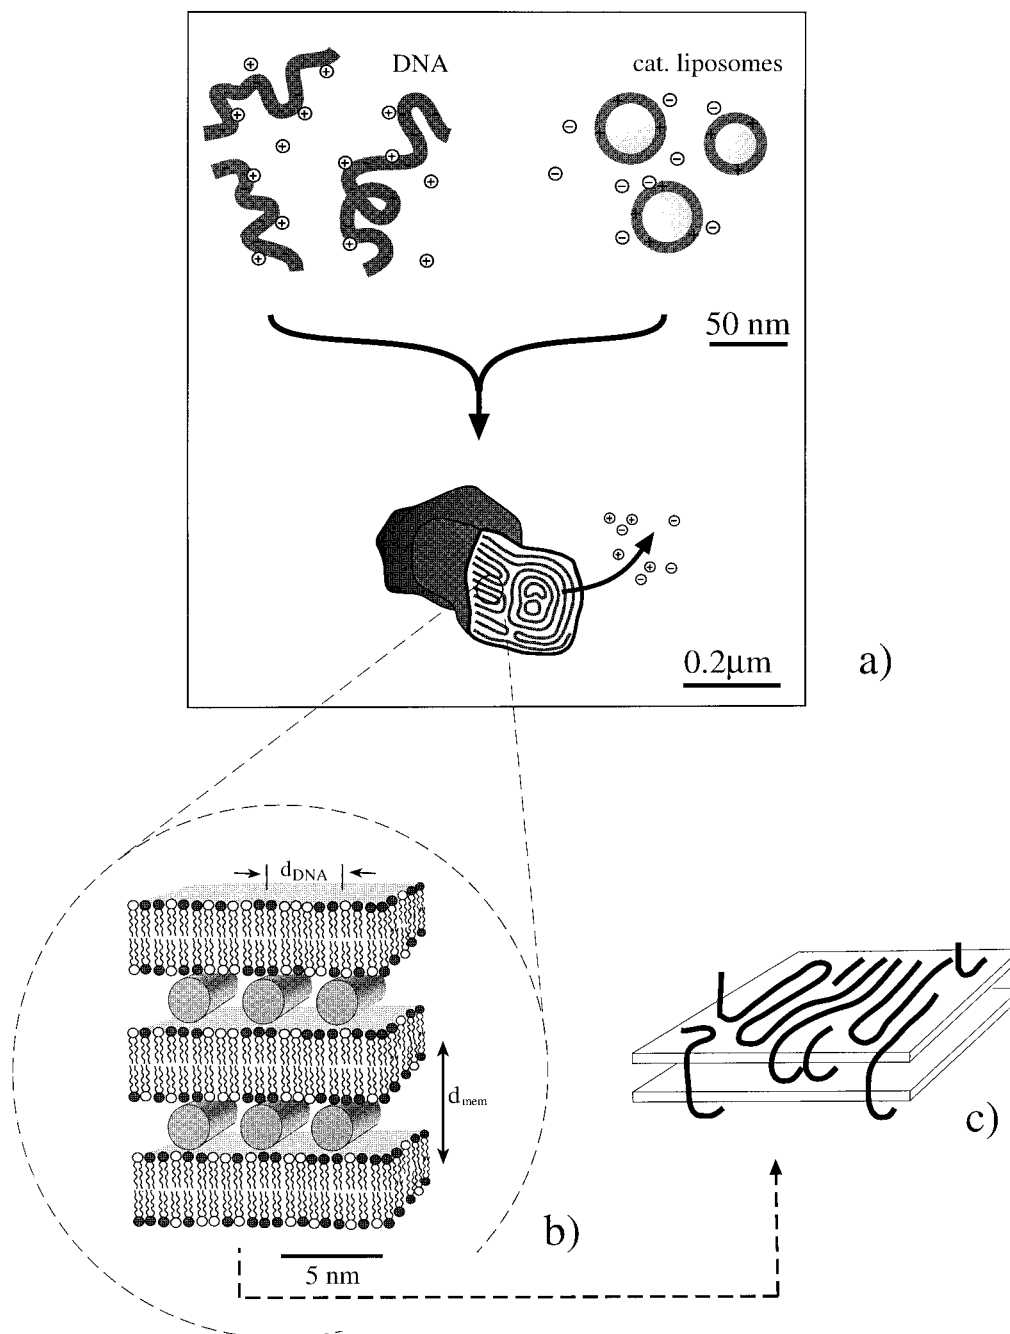 DNA
cat. liposomes
50 nm
0.2μm
a)
d_DNA
d_mem
b)
5 nm
c)